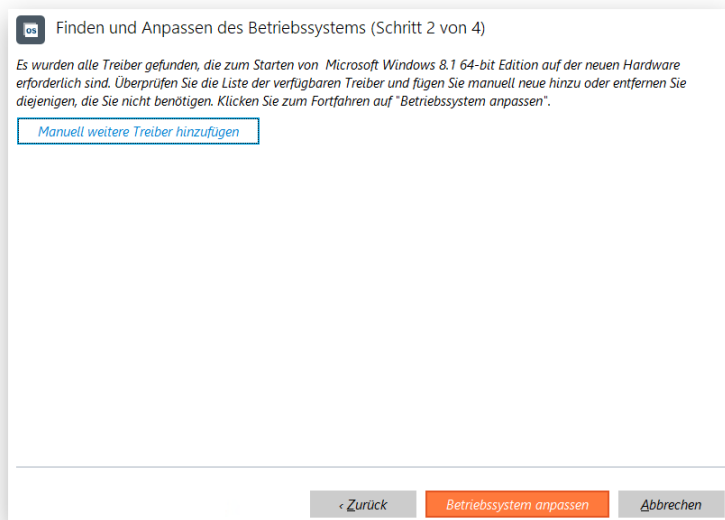 os
Finden und Anpassen des Betriebssystems (Schritt 2 von 4)
Es wurden alle Treiber gefunden, die zum Starten von Microsoft Windows 8.1 64-bit Edition auf der neuen Hardware
erforderlich sind. Überprüfen Sie die Liste der verfügbaren Treiber und fügen Sie manuell neue hinzu oder entfernen Sie
diejenigen, die Sie nicht benötigen. Klicken Sie zum Fortfahren auf "Betriebssystem anpassen".
Manuell weitere Treiber hinzufügen
‹ Zurück Betriebssystem anpassen Abbrechen